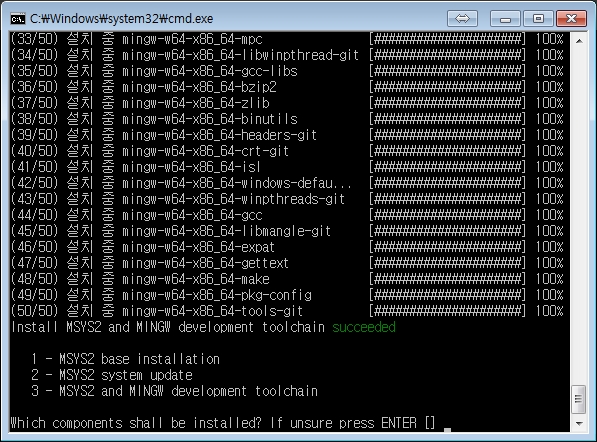 C:₩Windows₩system32₩cmd.exe
(33/50) 설치 중 mingw-w64-x86_64-mpc [######################] 100%
(34/50) 설치 중 mingw-w64-x86_64-libwinpthread-git [######################] 100%
(35/50) 설치 중 mingw-w64-x86_64-gcc-libs [######################] 100%
(36/50) 설치 중 mingw-w64-x86_64-bzip2 [######################] 100%
(37/50) 설치 중 mingw-w64-x86_64-zlib [######################] 100%
(38/50) 설치 중 mingw-w64-x86_64-binutils [######################] 100%
(39/50) 설치 중 mingw-w64-x86_64-headers-git [######################] 100%
(40/50) 설치 중 mingw-w64-x86_64-crt-git [######################] 100%
(41/50) 설치 중 mingw-w64-x86_64-isl [######################] 100%
(42/50) 설치 중 mingw-w64-x86_64-windows-defau... [######################] 100%
(43/50) 설치 중 mingw-w64-x86_64-winpthreads-git [######################] 100%
(44/50) 설치 중 mingw-w64-x86_64-gcc [######################] 100%
(45/50) 설치 중 mingw-w64-x86_64-libmangle-git [######################] 100%
(46/50) 설치 중 mingw-w64-x86_64-expat [######################] 100%
(47/50) 설치 중 mingw-w64-x86_64-gettext [######################] 100%
(48/50) 설치 중 mingw-w64-x86_64-make [######################] 100%
(49/50) 설치 중 mingw-w64-x86_64-pkg-config [######################] 100%
(50/50) 설치 중 mingw-w64-x86_64-tools-git [######################] 100%
Install MSYS2 and MINGW development toolchain succeeded
1 - MSYS2 base installation
2 - MSYS2 system update
3 - MSYS2 and MINGW development toolchain
Which components shall be installed? If unsure press ENTER [] _